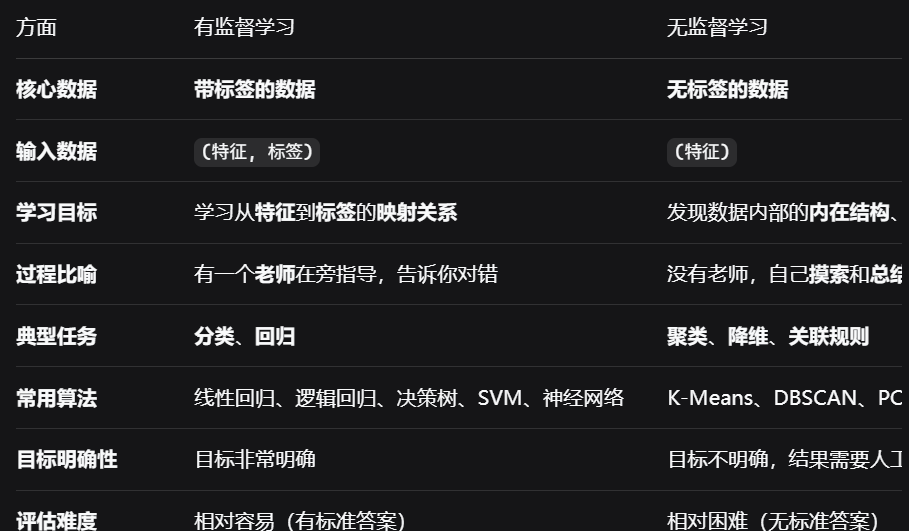 方面 有监督学习 无监督学习
核心数据 带标签的数据 无标签的数据
输入数据 (特征, 标签) (特征)
学习目标 学习从特征到标签的映射关系 发现数据内部的内在结构、
过程比喻 有一个老师在旁指导，告诉你对错 没有老师，自己摸索和总结
典型任务 分类、回归 聚类、降维、关联规则
常用算法 线性回归、逻辑回归、决策树、SVM、神经网络 K-Means、DBSCAN、PC
目标明确性 目标非常明确 目标不明确，结果需要人工
评估难度 相对容易（有标准答案） 相对困难（无标准答案）